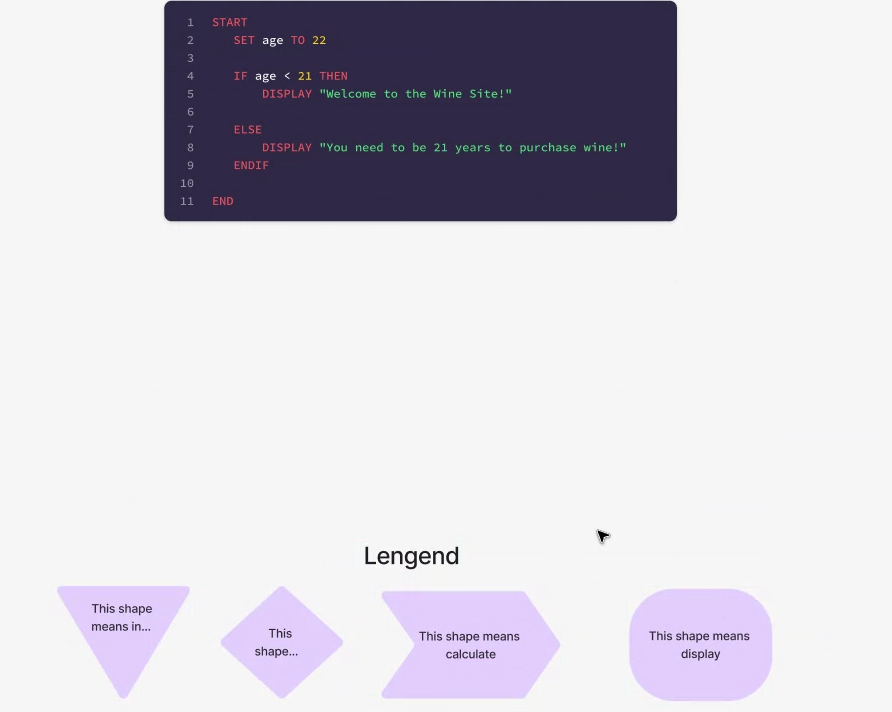 1 START
2 SET age TO 22
3
4 IF age < 21 THEN
5 DISPLAY "Welcome to the Wine Site!"
6
7 ELSE
8 DISPLAY "You need to be 21 years to purchase wine!"
9 ENDIF
10
11 END
Lengend
This shape
means in...
This
shape...
This shape means
calculate
This shape means
display